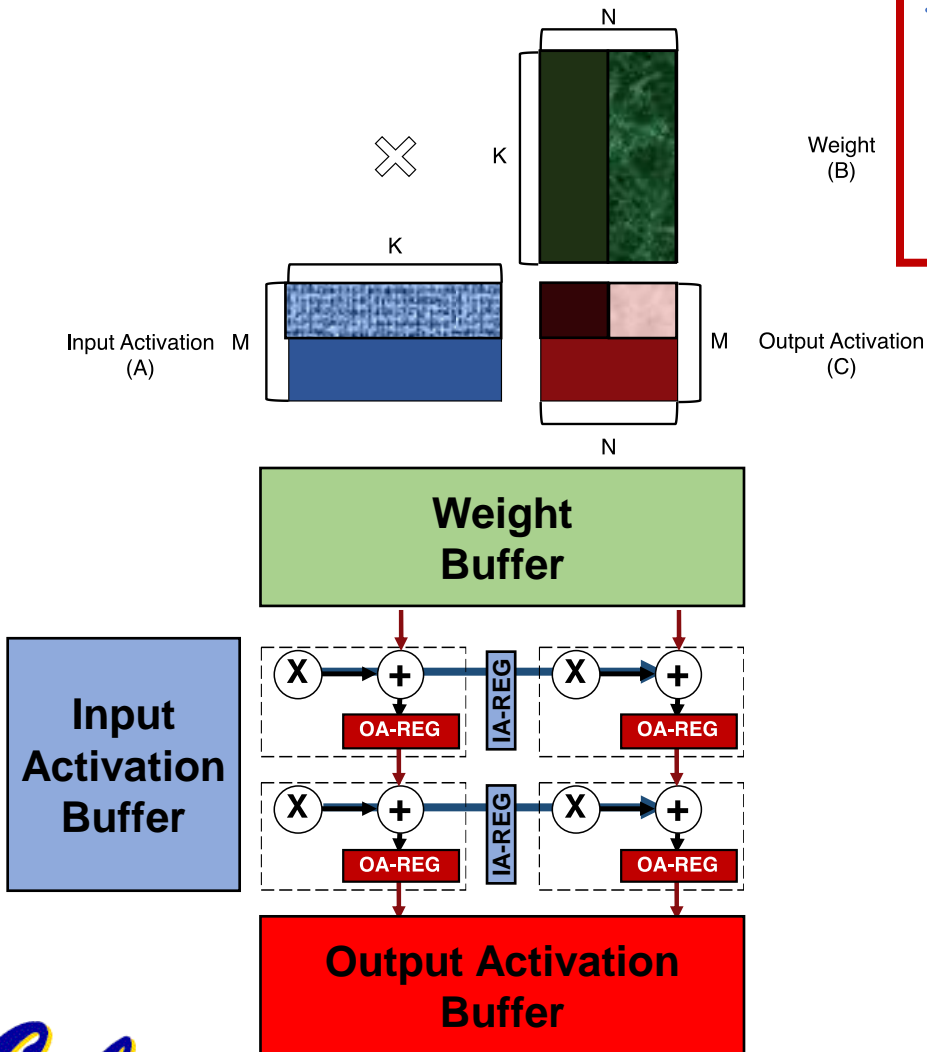 N
K
Weight
(B)
K
Input Activation
(A)
M
M
Output Activation
(C)
N
Weight
Buffer
Input
Activation
Buffer
X
+
IA-REG
X
+
OA-REG
OA-REG
X
+
IA-REG
X
+
OA-REG
OA-REG
Output Activation
Buffer